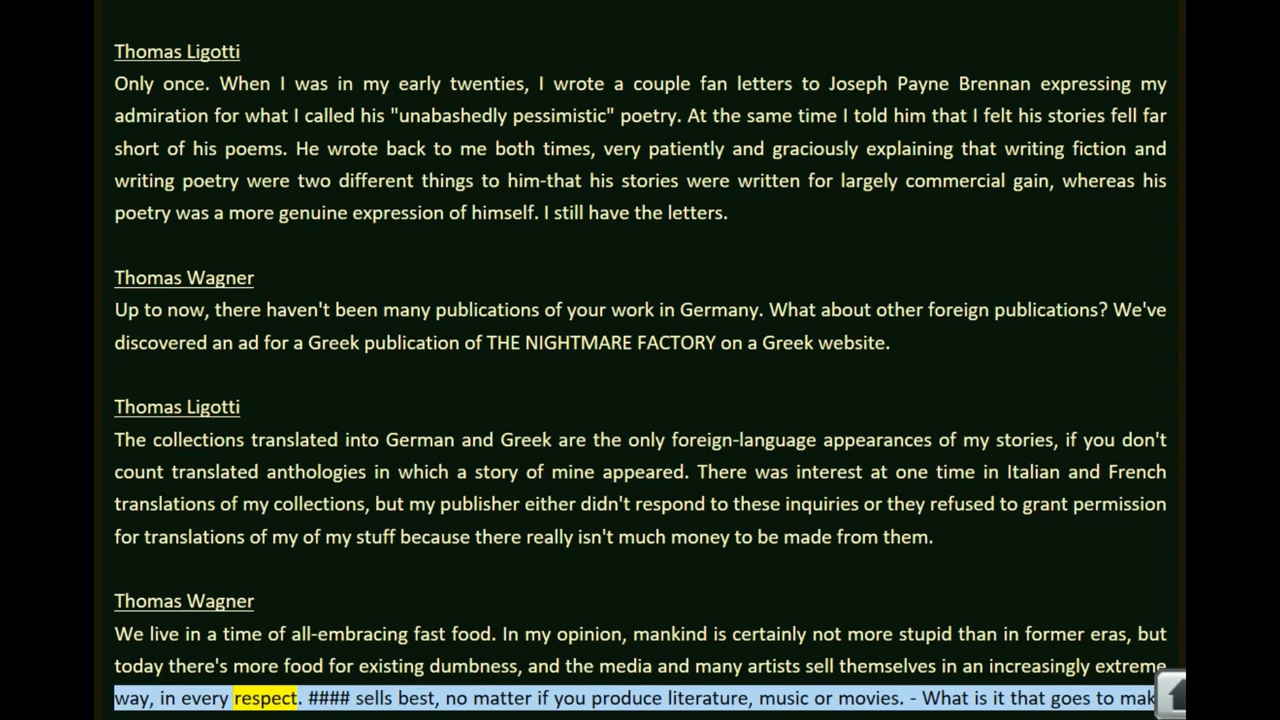 Thomas Ligotti
Only once. When I was in my early twenties, I wrote a couple fan letters to Joseph Payne Brennan expressing my
admiration for what I called his "unabashedly pessimistic" poetry. At the same time I told him that I felt his stories fell far
short of his poems. He wrote back to me both times, very patiently and graciously explaining that writing fiction and
writing poetry were two different things to him-that his stories were written for largely commercial gain, whereas his
poetry was a more genuine expression of himself. I still have the letters.
Thomas Wagner
Up to now, there haven't been many publications of your work in Germany. What about other foreign publications? We've
discovered an ad for a Greek publication of THE NIGHTMARE FACTORY on a Greek website.
Thomas Ligotti
The collections translated into German and Greek are the only foreign-language appearances of my stories, if you don't
count translated anthologies in which a story of mine appeared. There was interest at one time in Italian and French
translations of my collections, but my publisher either didn't respond to these inquiries or they refused to grant permission
for translations of my of my stuff because there really isn't much money to be made from them.
Thomas Wagner
We live in a time of all-embracing fast food. In my opinion, mankind is certainly not more stupid than in former eras, but
today there's more food for existing dumbness, and the media and many artists sell themselves in an increasingly extreme
way, in every respect. #### sells best, no matter if you produce literature, music or movies. - What is it that goes to